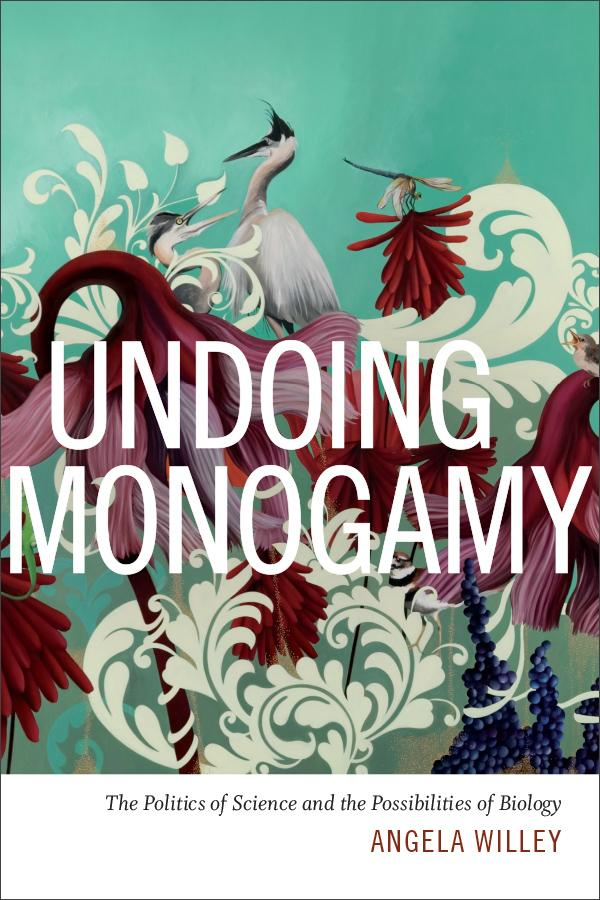 UNDOING
MONOGAMY
The Politics of Science and the Possibilities of Biology
ANGELA WILLEY